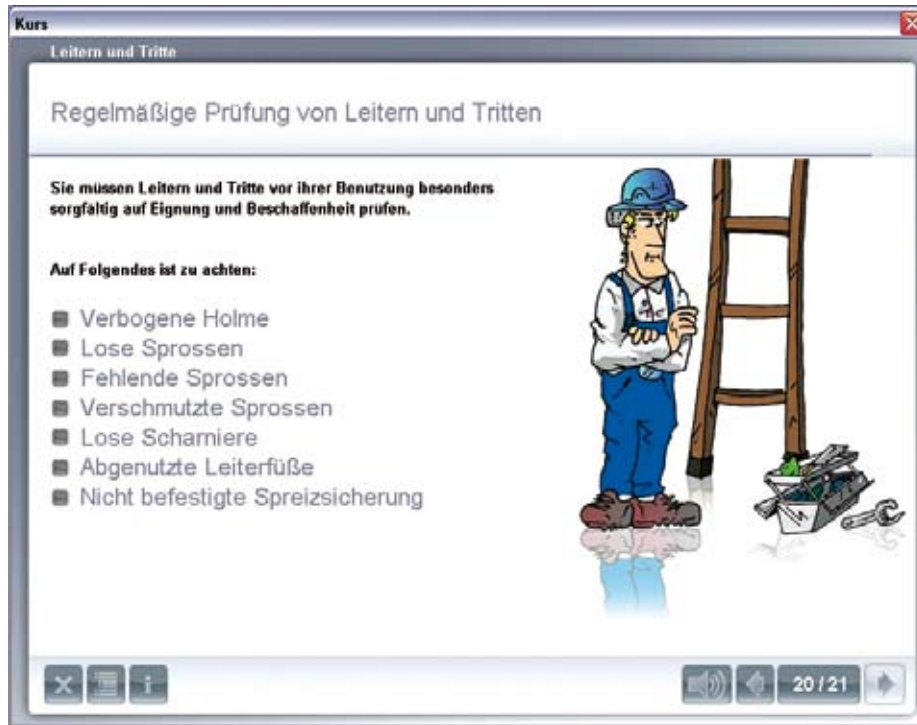 Kurs
Leitern und Tritte
Regelmäßige Prüfung von Leitern und Tritten
Sie müssen Leitern und Tritte vor ihrer Benutzung besonders
sorgfältig auf Eignung und Beschaffenheit prüfen.
Auf Folgendes ist zu achten:
Verbogene Holme
Lose Sprossen
Fehlende Sprossen
Verschmutzte Sprossen
Lose Scharniere
Abgenutzte Leiterfüße
Nicht befestigte Spreizsicherung
20 / 21